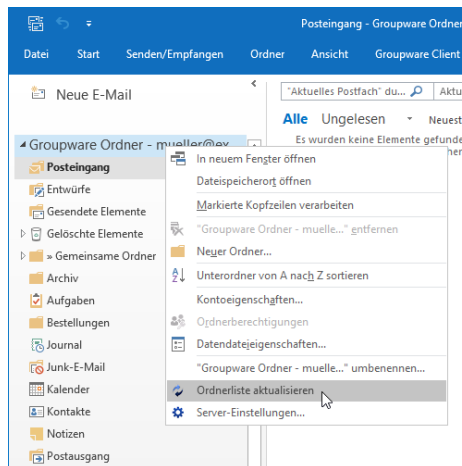 Posteingang - Groupware Ordner
Datei Start Senden/Empfangen Ordner Ansicht Groupware Client
Neue E-Mail
"Aktuelles Postfach" du... Aktu
Alle Ungelesen Neuest
Es wurden keine Elemente gefunde
Groupware Ordner - mueller@ex
Posteingang
Entwürfe
Gesendete Elemente
Gelöschte Elemente
» Gemeinsame Ordner
Archiv
Aufgaben
Bestellungen
Journal
Junk-E-Mail
Kalender
Kontakte
Notizen
Postausgang
In neuem Fenster öffnen
Dateispeicherort öffnen
Markierte Kopfzeilen verarbeiten
"Groupware Ordner - muelle..." entfernen
Neuer Ordner...
Unterordner von A nach Z sortieren
Kontoeigenschaften...
Ordnerberechtigungen
Datendateieigenschaften...
"Groupware Ordner - muelle..." umbenennen...
Ordnerliste aktualisieren
Server-Einstellungen...